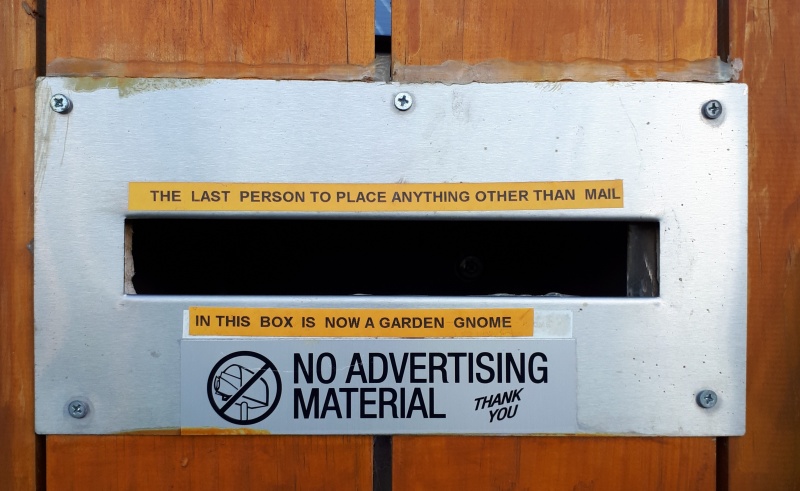 THE LAST PERSON TO PLACE ANYTHING OTHER THAN MAIL
IN THIS BOX IS NOW A GARDEN GNOME
NO ADVERTISING
MATERIAL
THANK
YOU